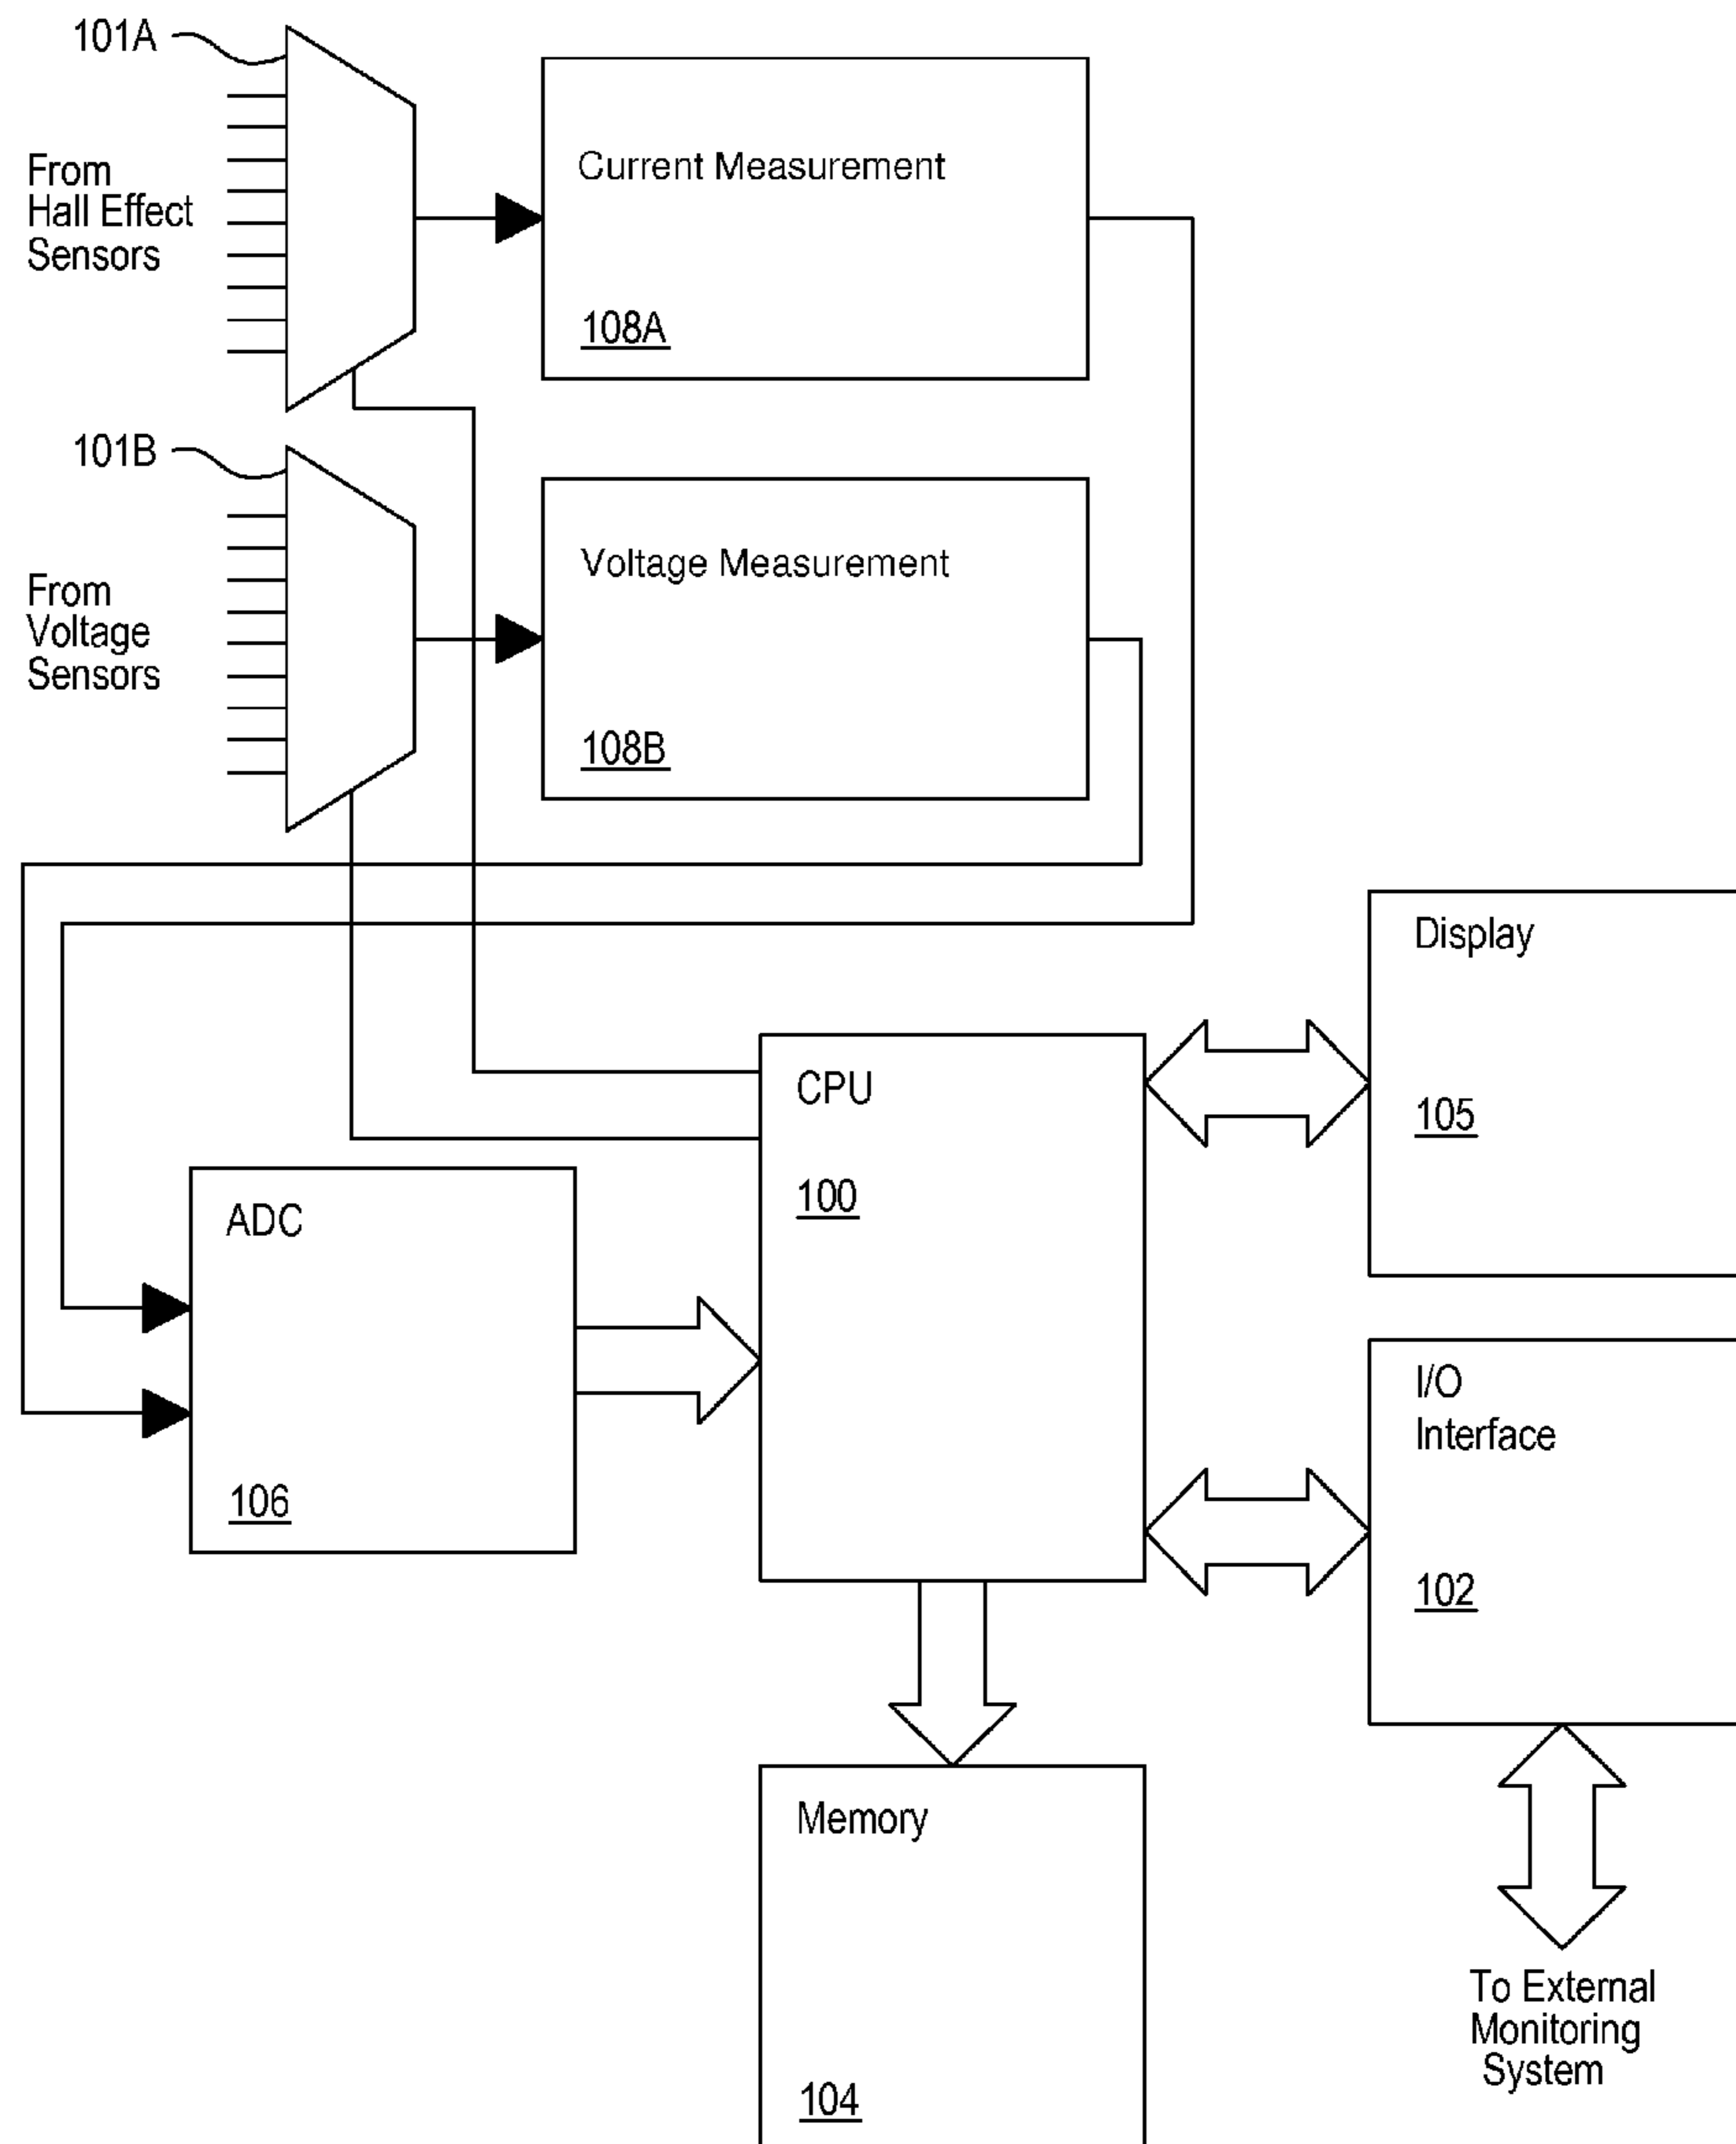 101A
From
Hall Effect
Sensors
Current Measurement
108A
101B
From
Voltage
Sensors
Voltage Measurement
108B
Display
105
CPU
100
ADC
106
I/O
Interface
102
Memory
104
To External
Monitoring
System